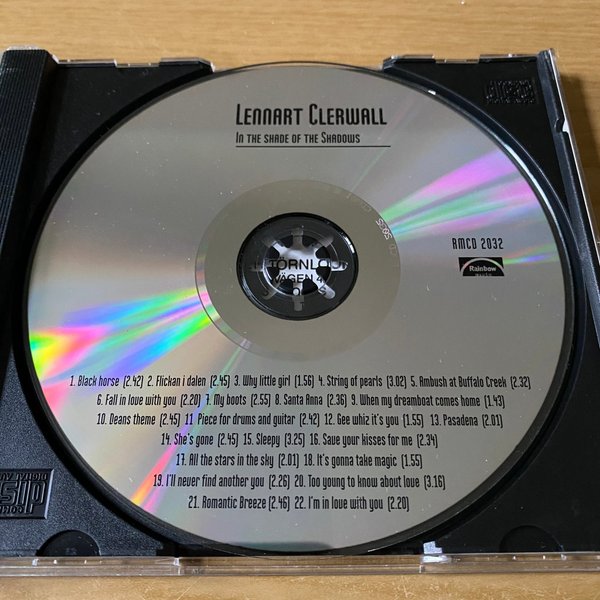 LENNART CLERWALL
IN THE SHADE OF THE SHADOWS
RMCD 2032
Rainbow
MUSIC
TÖRNLOU
VÄGEN 4
1. Black horse (2.42) 2. Flickan i dalen (2.45) 3. Why little girl (1.56) 4. String of pearls (3.02) 5. Ambush at Buffalo Creek (2.32)
6. Fall in love with you (2.20) 7. My boots (2.55) 8. Santa Anna (2.36) 9. When my dreamboat comes home (1.43)
10. Deans theme (2.45) 11 Piece for drums and guitar (2.42) 12. Gee whiz it's you (1.55) 13. Pasadena (2.01)
14. She's gone (2.45) 15. Sleepy (3.25) 16. Save your kisses for me (2.34)
17. All the stars in the sky (2.01) 18. It's gonna take magic (1.55)
19. I'll never find another you (2.26) 20. Too young to know about love (3.16)
21. Romantic Breeze (2.46) 22. I'm in love with you (2.20)